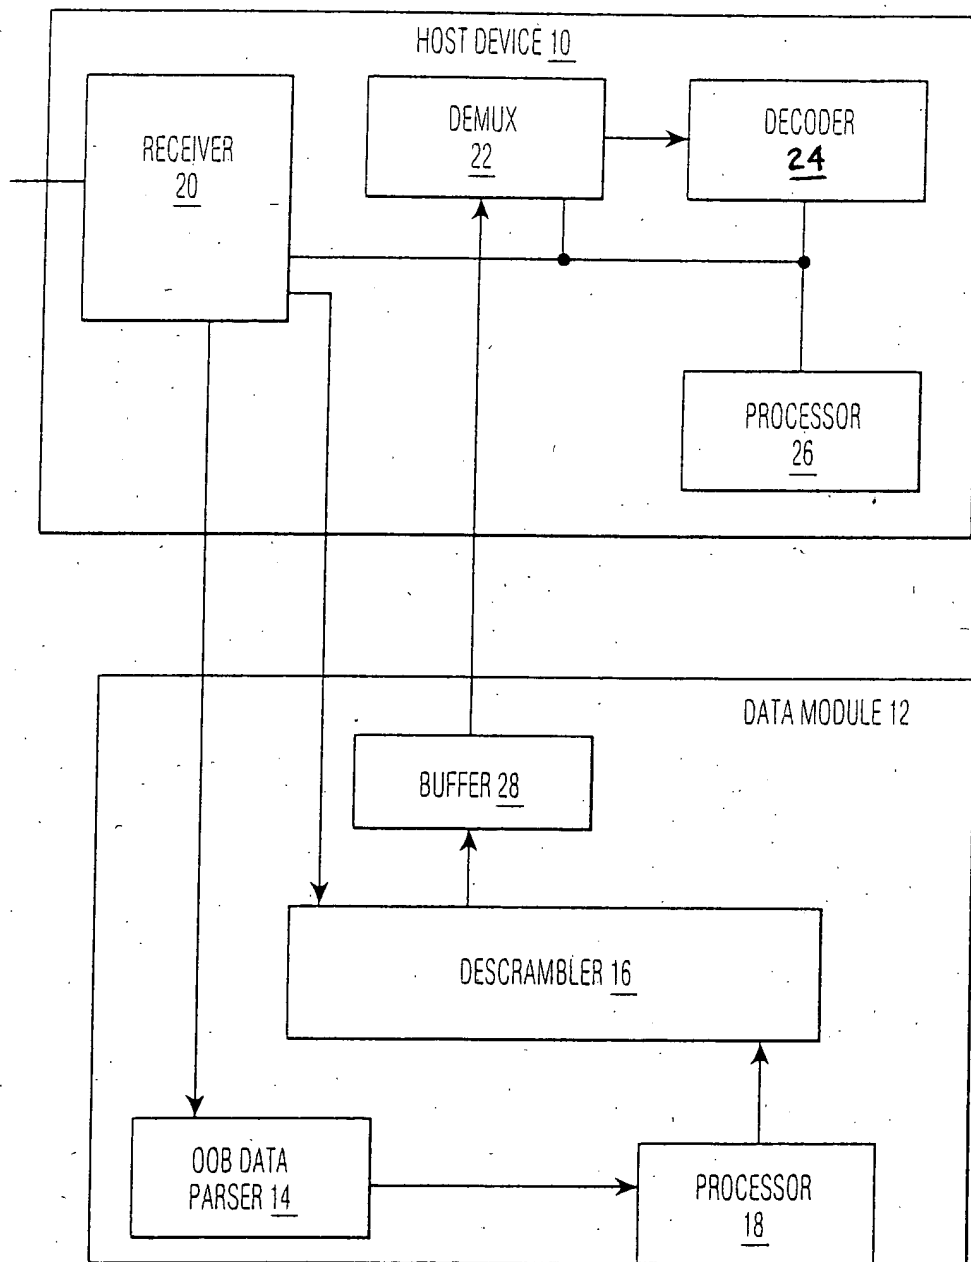 HOST DEVICE 10
RECEIVER
20
DEMUX
22
DECODER
24
PROCESSOR
26
DATA MODULE 12
BUFFER 28
DESCRAMBLER 16
OOB DATA
PARSER 14
PROCESSOR
18